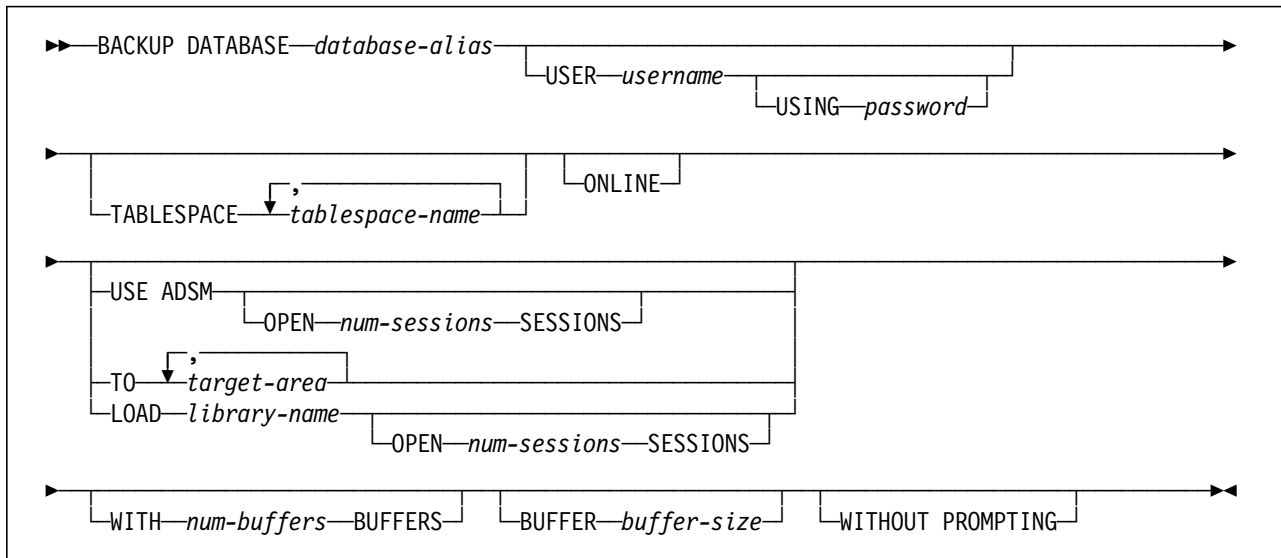 BACKUP DATABASE database-alias
USER username
USING password
,
ONLINE
TABLESPACE tablespace-name
USE ADSM
OPEN num-sessions SESSIONS
,
TO target-area
LOAD library-name
OPEN num-sessions SESSIONS
WITH num-buffers BUFFERS BUFFER buffer-size WITHOUT PROMPTING